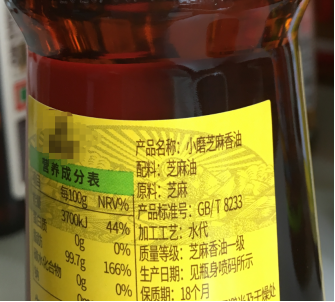 营养成分表
每100g NRV%
3700kJ 44%
0g 0%
99.7g 166%
化合物 0g 0%
产品名称：小磨芝麻香油
配料：芝麻油
原料：芝麻
产品标准号：GB/T 8233
加工工艺：水代
质量等级：芝麻香油一级
生产日期：见瓶身喷码所示
保质期：18个月